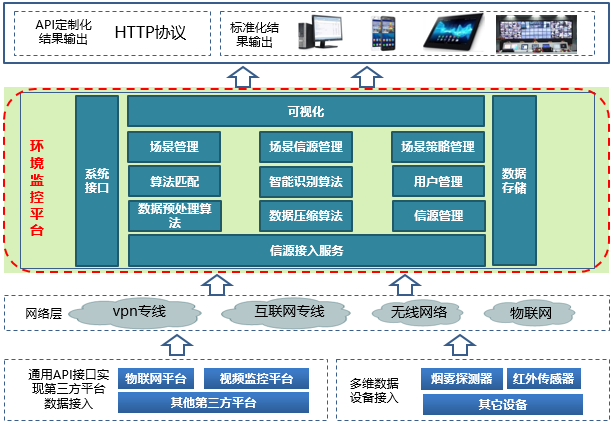 API定制化
结果输出
HTTP协议
标准化结
果输出
环境监控平台
系统
接口
可视化
场景管理
场景信源管理
场景策略管理
算法匹配
智能识别算法
用户管理
数据预处理算
法
数据压缩算法
信源管理
信源接入服务
数据
存储
网络层
vpn专线
互联网专线
无线网络
物联网
通用API接口实
现第三方平台
数据接入
物联网平台
视频监控平台
其他第三方平台
多维数据
设备接入
烟雾探测器
红外传感器
其它设备